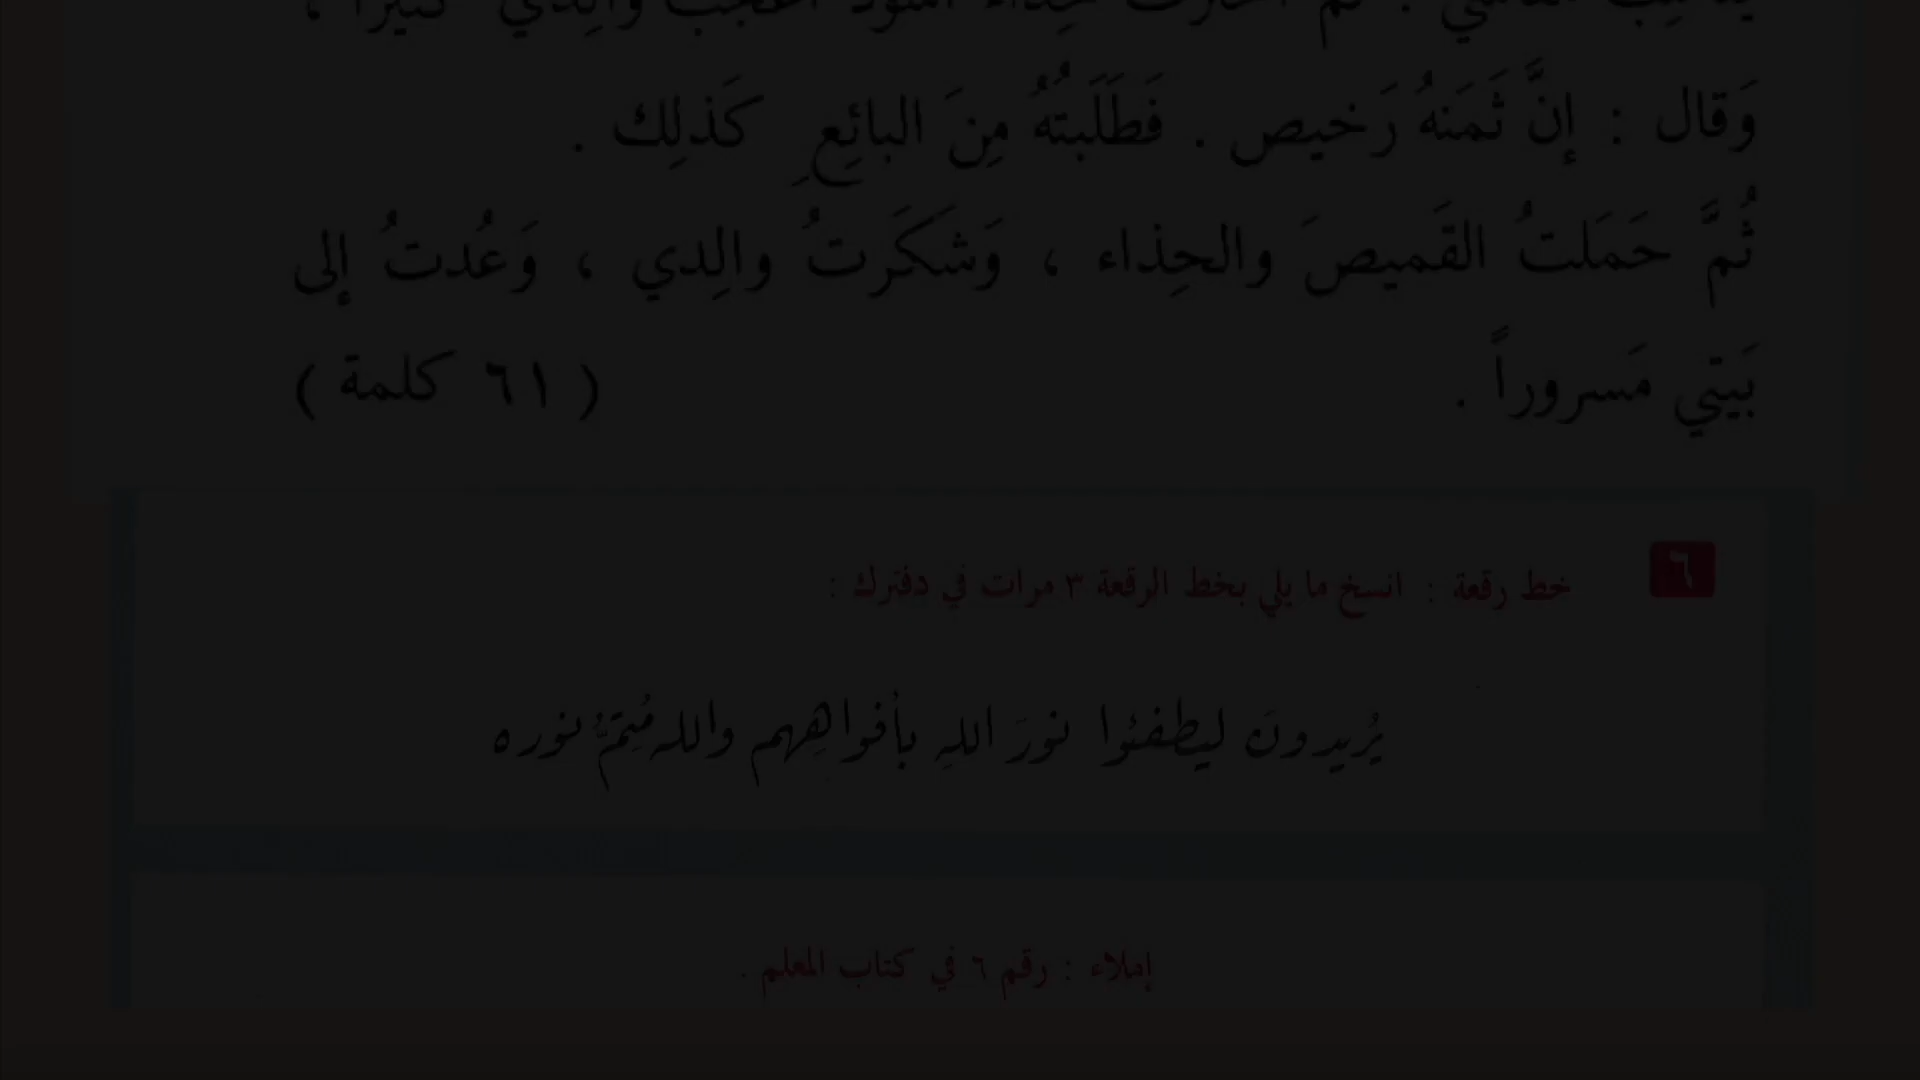 وَقال : إنَّ ثَمَنهُ رَخيص . فَطَلَبتُهُ مِنَ البائِعِ كَذلِك .
ثُمَّ حَمَلتُ القَميصَ والحِذاء ، وَشَكَرتُ والِدي ، وَعُدتُ إلى
بَيتي مَسروراً . ( ٦١ كلمة )
٦ خط رقعة : انسخ ما يلي بخط الرقعة ٣ مرات في دفترك :
يُريدونَ ليطفئوا نورَ اللهِ بأفواهِهم والله مُتِمُّ نوره
إملاء : رقم ٦ في كتاب المعلم .